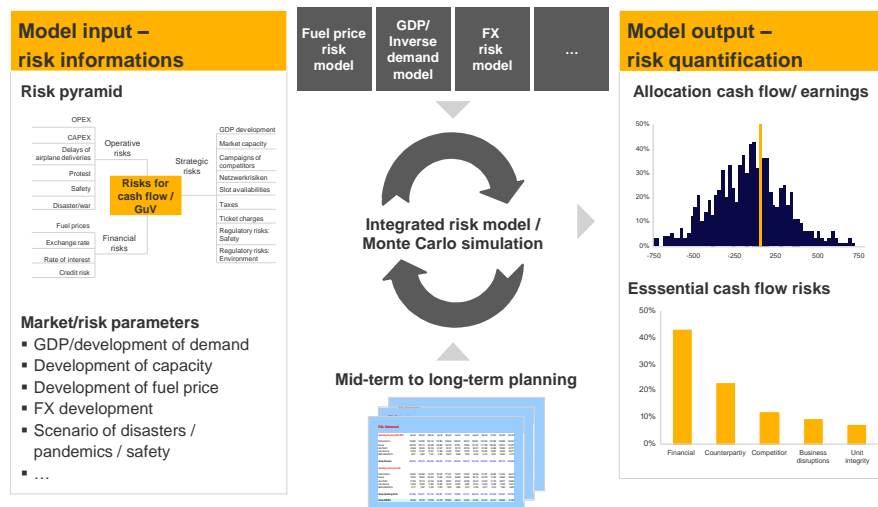 Model input –
risk informations
Risk pyramid
OPEX
CAPEX
Delays of
airplane deliveries
Protest
Safety
Disaster/war
Fuel prices
Exchange rate
Rate of interest
Credit risk
Operative
risks
Financial
risks
Risks for
cash flow /
GuV
Strategic
risks
GDP development
Market capacity
Campaigns of
competitors
Netzwerkrisiken
Slot availabilities
Taxes
Ticket charges
Regulatory risks:
Safety
Regulatory risks:
Environment
Market/risk parameters
▪ GDP/development of demand
▪ Development of capacity
▪ Development of fuel price
▪ FX development
▪ Scenario of disasters /
pandemics / safety
▪ …
Fuel price
risk
model
GDP/
Inverse
demand
model
FX
risk
model
…
Integrated risk model /
Monte Carlo simulation
Mid-term to long-term planning
Model output –
risk quantification
Allocation cash flow/ earnings
50%
40%
30%
20%
10%
0%
-750 -500 -250 250 500 750
Esssential cash flow risks
50%
40%
30%
20%
10%
0%
Financial
Counterpartiy
Competitor
Business
disruptions
Unit
integrity